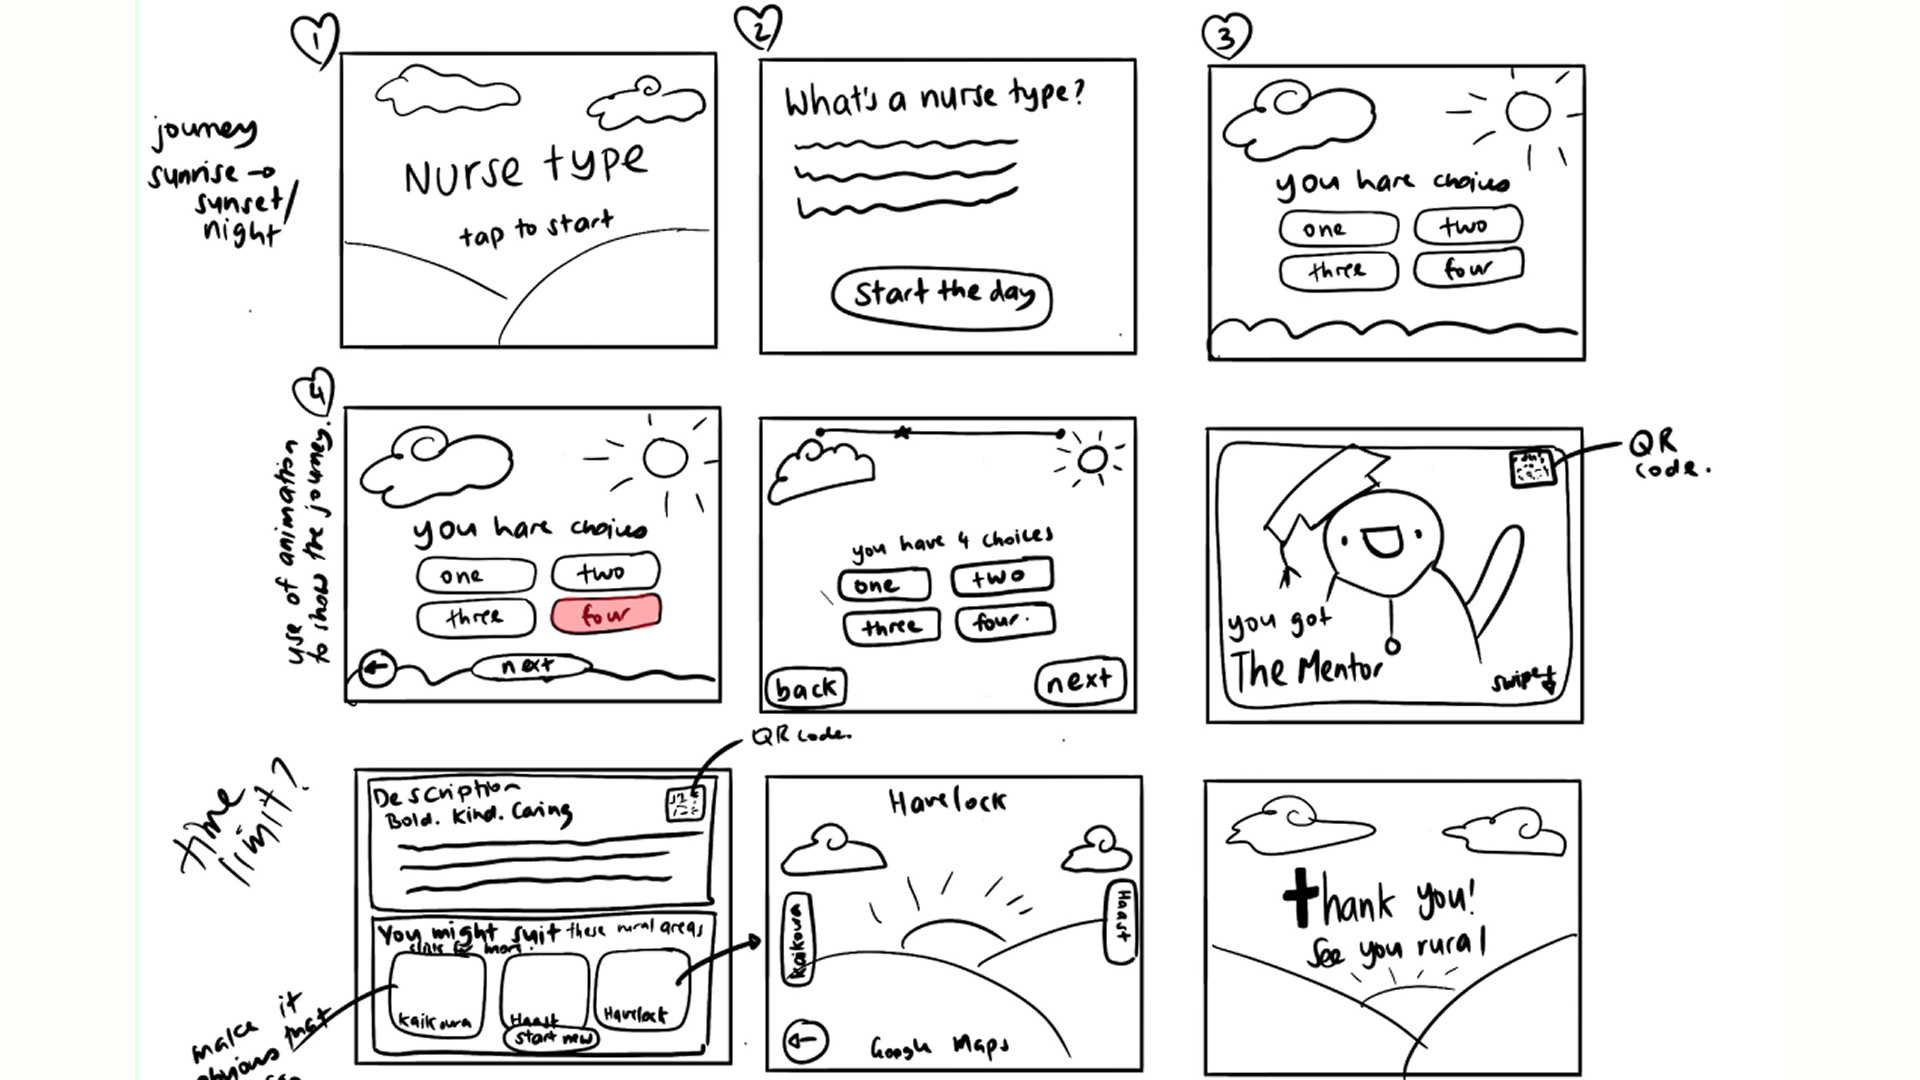 1
2
3
journey
sunrise → sunset/
night
Nurse type
tap to start
What's a nurse type?
Start the day
you have choices
one
two
three
four
4
use of animation
to show the journey.
you have choices
one
two
three
four
←
next
you have 4 choices
one
two
three
four.
back
next
QR
code.
you got
The Mentor
swipe
time
limit?
QR code.
Description
Bold. Kind. Caring
You might suit these rural areas
Kaikoura
Haast
Havelock
start new
make it
obvious that
Havelock
Kaikoura
Haast
←
Google Maps
Thank you!
See you rural